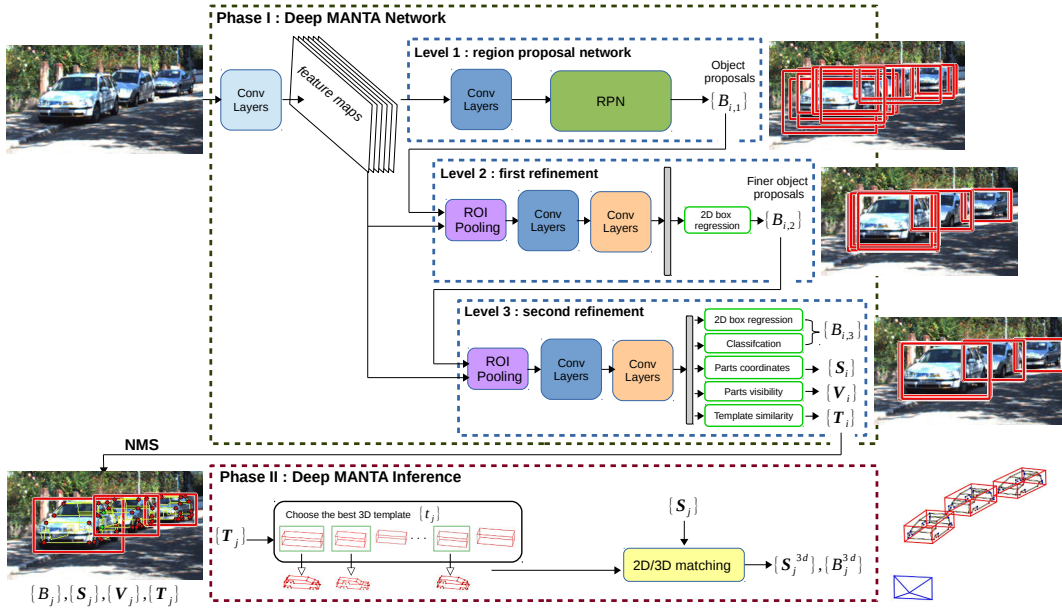 Phase I : Deep MANTA Network
Conv
Layers
feature maps
Level 1 : region proposal network
Conv
Layers
RPN
Object
proposals
{B_{i,1}}
Level 2 : first refinement
ROI
Pooling
Conv
Layers
Conv
Layers
2D box
regression
Finer object
proposals
{B_{i,2}}
Level 3 : second refinement
ROI
Pooling
Conv
Layers
Conv
Layers
2D box regression
Classifcation
{B_{i,3}}
Parts coordinates
{S_i}
Parts visibility
{V_i}
Template similarity
{T_i}
NMS
{B_j},{S_j},{V_j},{T_j}
Phase II : Deep MANTA Inference
{T_j}
Choose the best 3D template {t_j}
. . .
{S_j}
2D/3D matching
{S_j^{3d}},{B_j^{3d}}